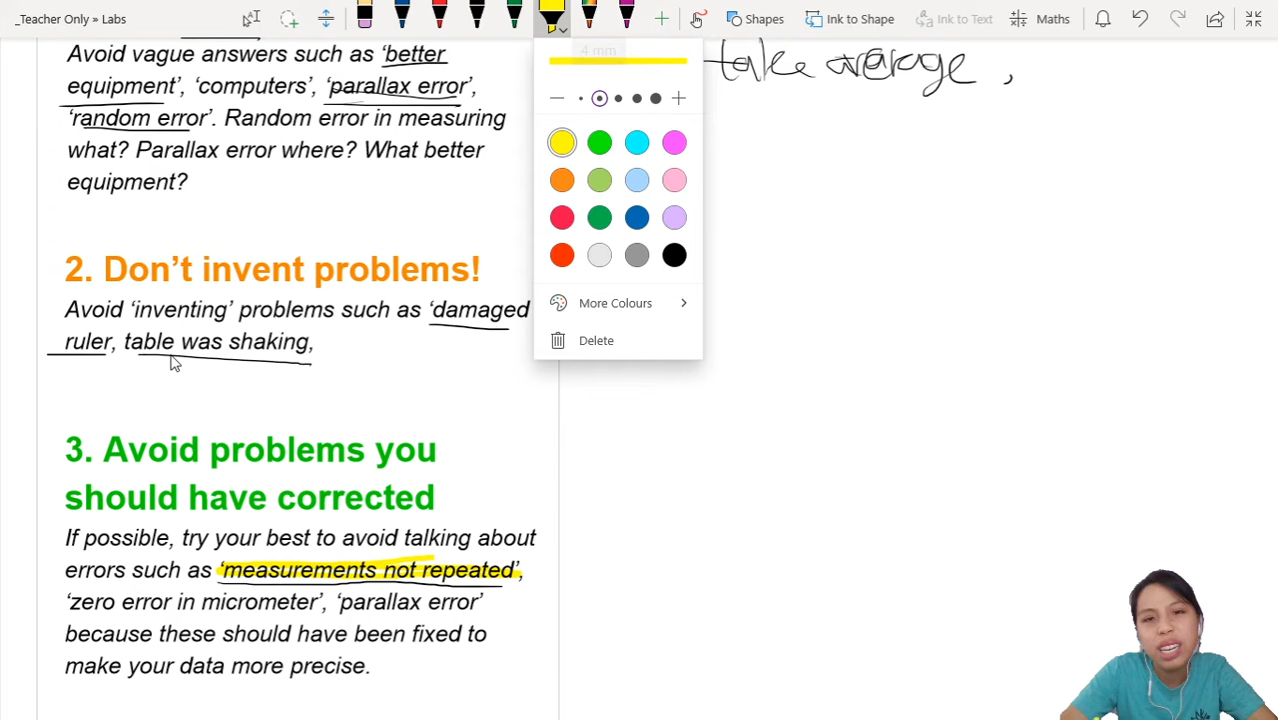 _Teacher Only » Labs
Shapes
Ink to Shape
Ink to Text
Maths
4 mm
More Colours
Delete
take average,
Avoid vague answers such as ‘better
equipment’, ‘computers’, ‘parallax error’,
‘random error’. Random error in measuring
what? Parallax error where? What better
equipment?
2. Don’t invent problems!
Avoid ‘inventing’ problems such as ‘damaged
ruler, table was shaking,
3. Avoid problems you
should have corrected
If possible, try your best to avoid talking about
errors such as ‘measurements not repeated’,
‘zero error in micrometer’, ‘parallax error’
because these should have been fixed to
make your data more precise.